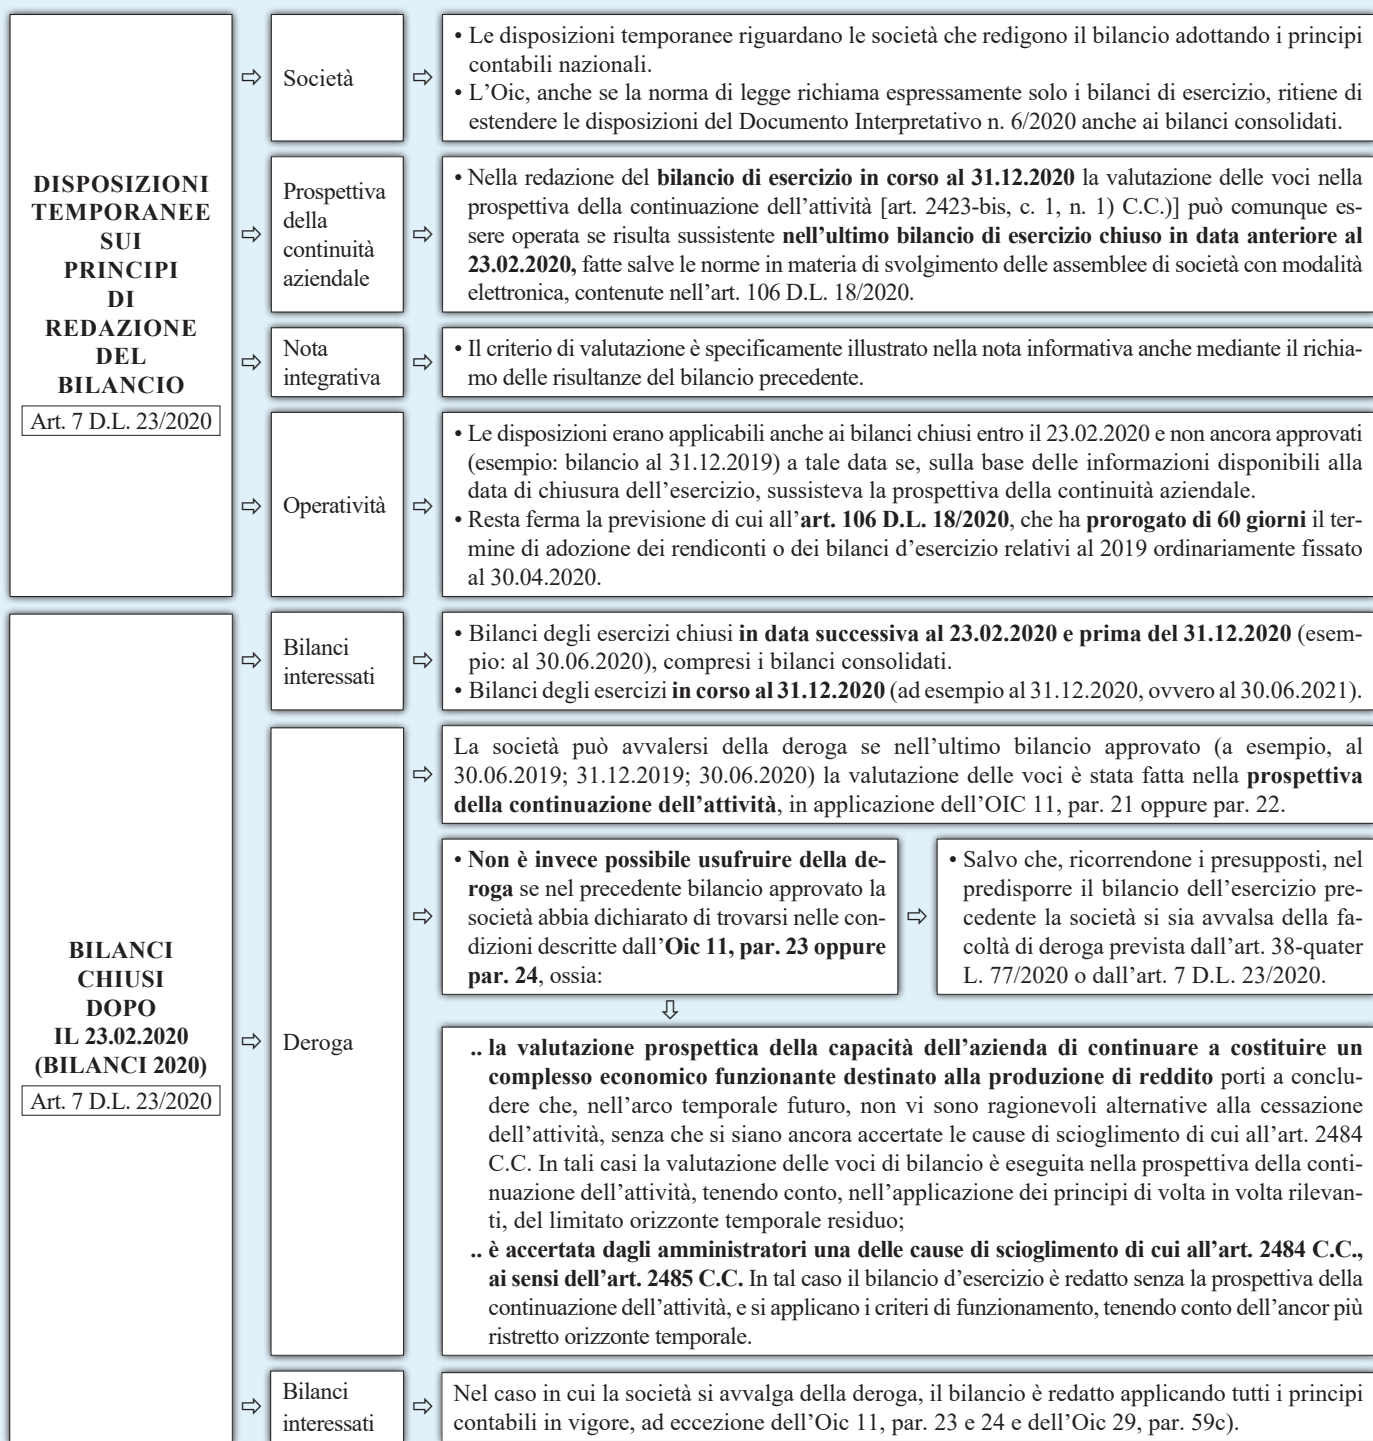 DISPOSIZIONI
TEMPORANEE
SUI
PRINCIPI
DI
REDAZIONE
DEL
BILANCIO
Art. 7 D.L. 23/2020
⇨
Società
⇨
• Le disposizioni temporanee riguardano le società che redigono il bilancio adottando i principi
contabili nazionali.
• L’Oic, anche se la norma di legge richiama espressamente solo i bilanci di esercizio, ritiene di
estendere le disposizioni del Documento Interpretativo n. 6/2020 anche ai bilanci consolidati.
⇨
Prospettiva
della
continuità
aziendale
⇨
• Nella redazione del bilancio di esercizio in corso al 31.12.2020 la valutazione delle voci nella
prospettiva della continuazione dell’attività [art. 2423-bis, c. 1, n. 1) C.C.)] può comunque es-
sere operata se risulta sussistente nell’ultimo bilancio di esercizio chiuso in data anteriore al
23.02.2020, fatte salve le norme in materia di svolgimento delle assemblee di società con modalità
elettronica, contenute nell’art. 106 D.L. 18/2020.
⇨
Nota
integrativa
⇨
• Il criterio di valutazione è specificamente illustrato nella nota informativa anche mediante il richia-
mo delle risultanze del bilancio precedente.
⇨
Operatività
⇨
• Le disposizioni erano applicabili anche ai bilanci chiusi entro il 23.02.2020 e non ancora approvati
(esempio: bilancio al 31.12.2019) a tale data se, sulla base delle informazioni disponibili alla
data di chiusura dell’esercizio, sussisteva la prospettiva della continuità aziendale.
• Resta ferma la previsione di cui all’art. 106 D.L. 18/2020, che ha prorogato di 60 giorni il ter-
mine di adozione dei rendiconti o dei bilanci d’esercizio relativi al 2019 ordinariamente fissato
al 30.04.2020.
BILANCI
CHIUSI
DOPO
IL 23.02.2020
(BILANCI 2020)
Art. 7 D.L. 23/2020
⇨
Bilanci
interessati
⇨
• Bilanci degli esercizi chiusi in data successiva al 23.02.2020 e prima del 31.12.2020 (esem-
pio: al 30.06.2020), compresi i bilanci consolidati.
• Bilanci degli esercizi in corso al 31.12.2020 (ad esempio al 31.12.2020, ovvero al 30.06.2021).
⇨
Deroga
⇨
La società può avvalersi della deroga se nell’ultimo bilancio approvato (a esempio, al
30.06.2019; 31.12.2019; 30.06.2020) la valutazione delle voci è stata fatta nella prospettiva
della continuazione dell’attività, in applicazione dell’OIC 11, par. 21 oppure par. 22.
⇨
• Non è invece possibile usufruire della de-
roga se nel precedente bilancio approvato la
società abbia dichiarato di trovarsi nelle con-
dizioni descritte dall’Oic 11, par. 23 oppure
par. 24, ossia:
⇨
• Salvo che, ricorrendone i presupposti, nel
predisporre il bilancio dell’esercizio pre-
cedente la società si sia avvalsa della fa-
coltà di deroga prevista dall’art. 38-quater
L. 77/2020 o dall’art. 7 D.L. 23/2020.
⇩
.. la valutazione prospettica della capacità dell’azienda di continuare a costituire un
complesso economico funzionante destinato alla produzione di reddito porti a conclu-
dere che, nell’arco temporale futuro, non vi sono ragionevoli alternative alla cessazione
dell’attività, senza che si siano ancora accertate le cause di scioglimento di cui all’art. 2484
C.C. In tali casi la valutazione delle voci di bilancio è eseguita nella prospettiva della conti-
nuazione dell’attività, tenendo conto, nell’applicazione dei principi di volta in volta rilevan-
ti, del limitato orizzonte temporale residuo;
.. è accertata dagli amministratori una delle cause di scioglimento di cui all’art. 2484 C.C.,
ai sensi dell’art. 2485 C.C. In tal caso il bilancio d’esercizio è redatto senza la prospettiva della
continuazione dell’attività, e si applicano i criteri di funzionamento, tenendo conto dell’ancor più
ristretto orizzonte temporale.
⇨
Bilanci
interessati
⇨
Nel caso in cui la società si avvalga della deroga, il bilancio è redatto applicando tutti i principi
contabili in vigore, ad eccezione dell’Oic 11, par. 23 e 24 e dell’Oic 29, par. 59c).